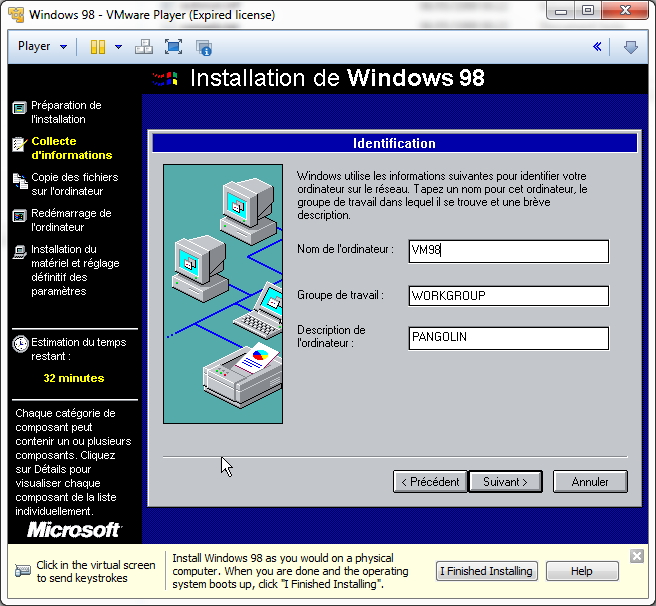 Windows 98 - VMware Player (Expired license)
Player
Installation de Windows 98
Préparation de
l'installation
Collecte
d'informations
Copie des fichiers
sur l'ordinateur
Redémarrage de
l'ordinateur
Installation du
matériel et réglage
définitif des
paramètres
Estimation du temps
restant :
32 minutes
Chaque catégorie de
composant peut
contenir un ou plusieurs
composants. Cliquez
sur Détails pour
visualiser chaque
composant de la liste
individuellement.
Microsoft
Identification
Windows utilise les informations suivantes pour identifier votre
ordinateur sur le réseau. Tapez un nom pour cet ordinateur, le
groupe de travail dans lequel il se trouve et une brève
description.
Nom de l'ordinateur : VM98
Groupe de travail : WORKGROUP
Description de
l'ordinateur : PANGOLIN
< Précédent Suivant > Annuler
Click in the virtual screen
to send keystrokes
Install Windows 98 as you would on a physical
computer. When you are done and the operating
system boots up, click "I Finished Installing".
I Finished Installing Help